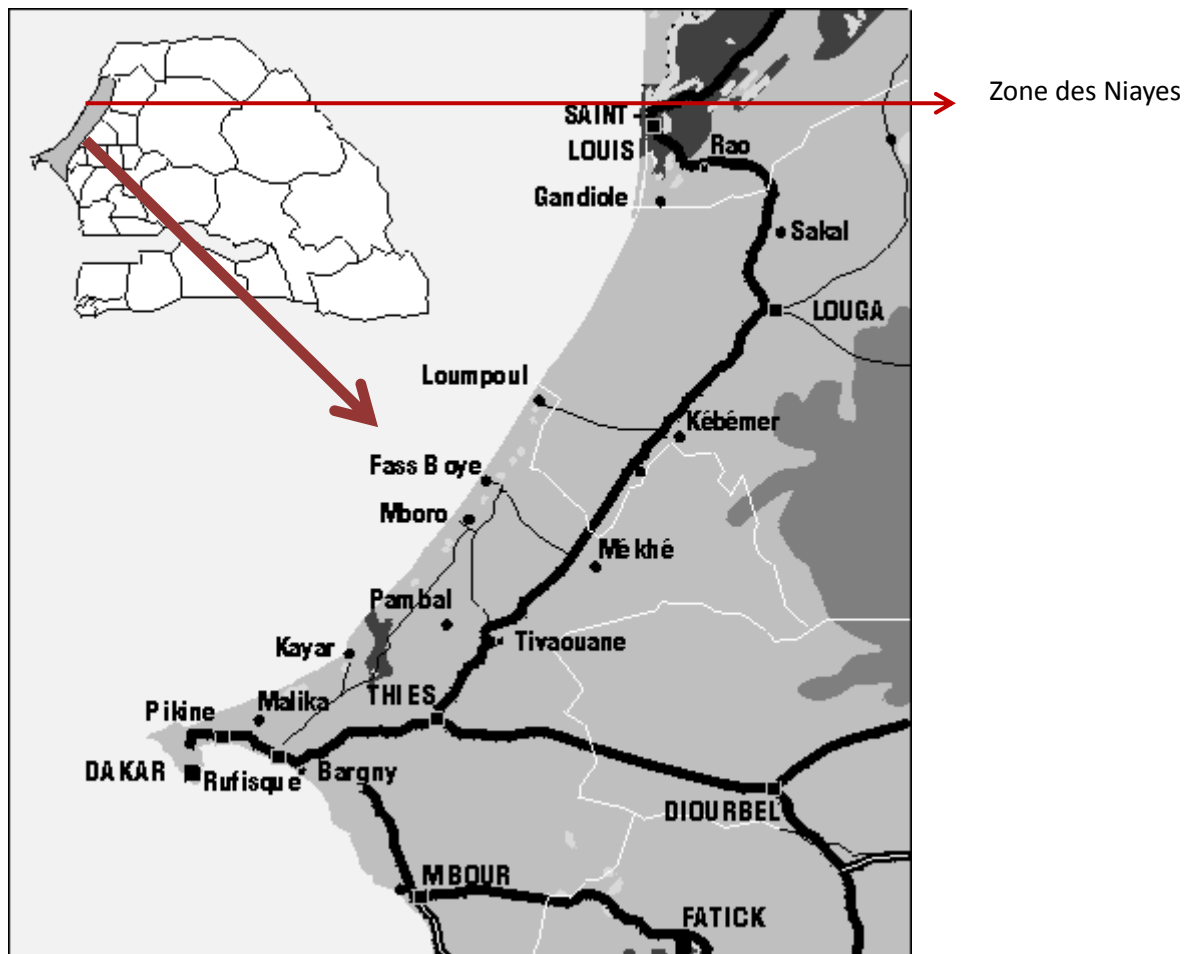 Zone des Niayes
SAINT
LOUIS
Rao
Gandiole
Sakal
LOUGA
Loumpoul
Kébémer
Fass Boye
Mboro
Mékhé
Pambal
Tivaouane
Kayar
THIES
Malika
Pikine
DAKAR
Rufisque
Bargny
DIOURBEL
MBOUR
FATICK